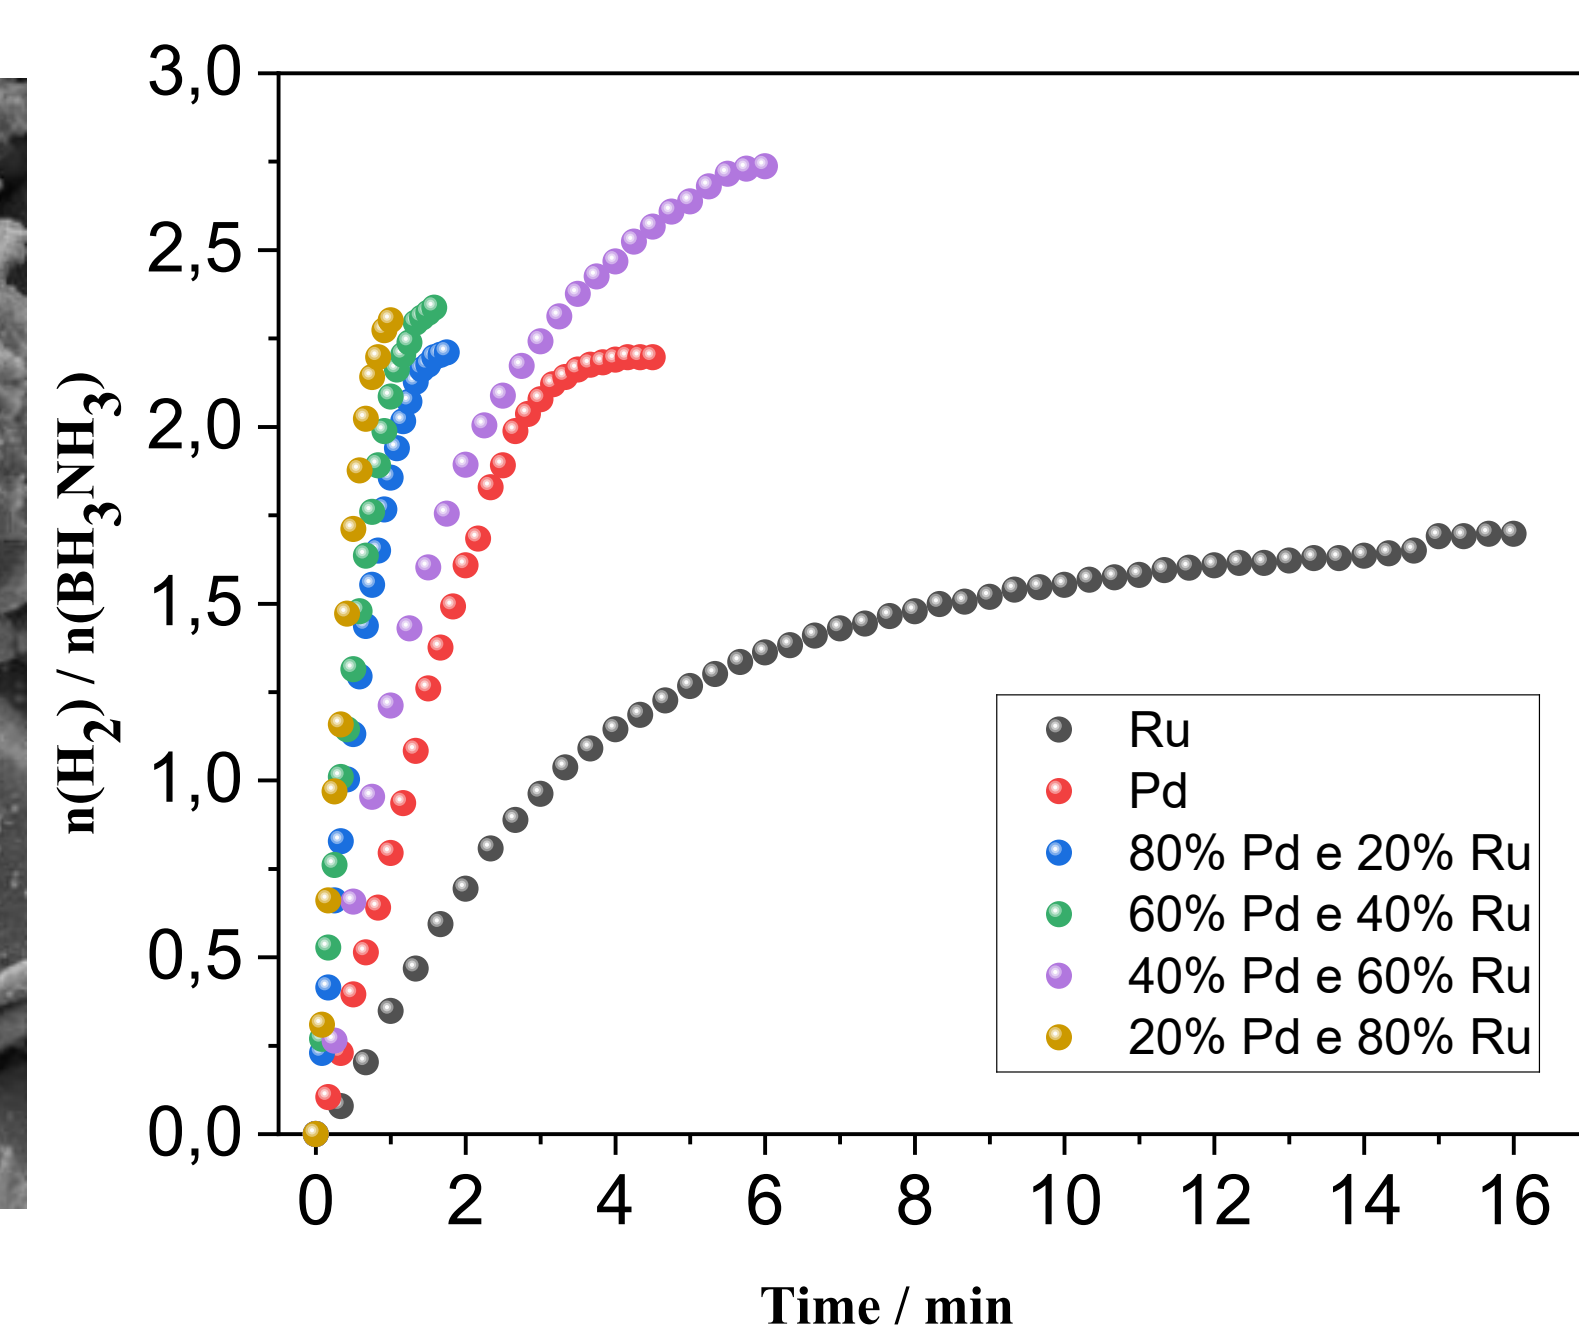 3,0
2,5
2,0
1,5
1,0
0,5
0,0
n(H2) / n(BH3NH3)
Ru
Pd
80% Pd e 20% Ru
60% Pd e 40% Ru
40% Pd e 60% Ru
20% Pd e 80% Ru
0 2 4 6 8 10 12 14 16
Time / min